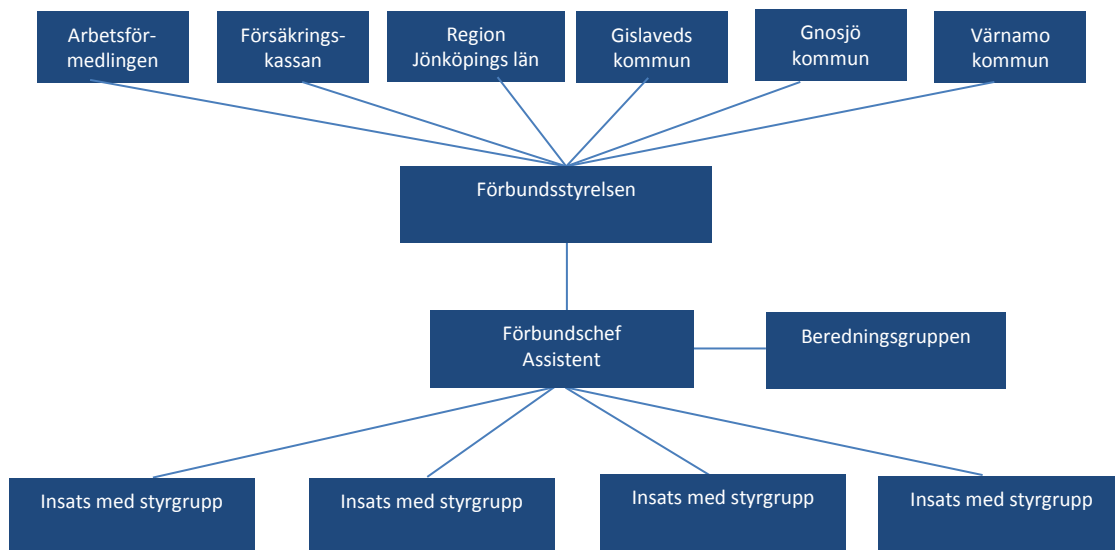 Arbetsför-
medlingen
Försäkrings-
kassan
Region
Jönköpings län
Gislaveds
kommun
Gnosjö
kommun
Värnamo
kommun
Förbundsstyrelsen
Förbundschef
Assistent
Beredningsgruppen
Insats med styrgrupp
Insats med styrgrupp
Insats med styrgrupp
Insats med styrgrupp